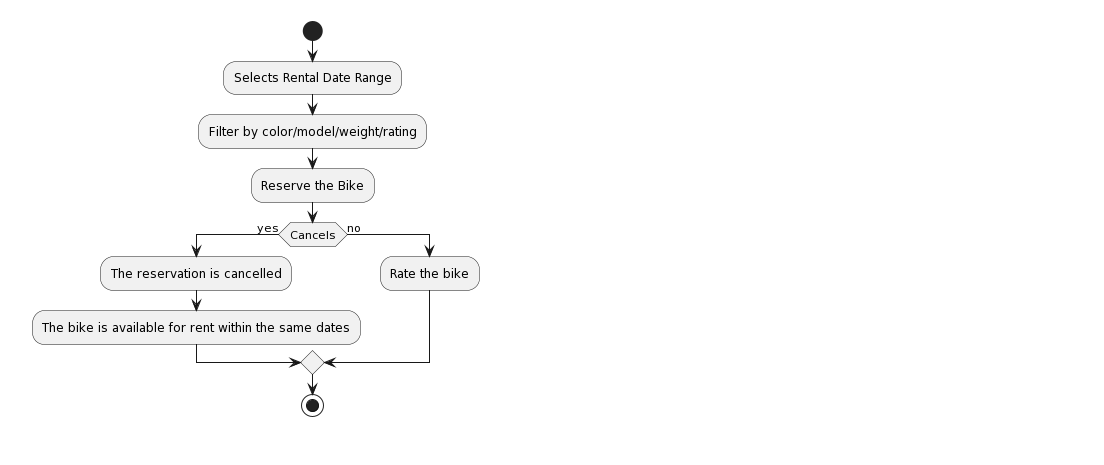 Selects Rental Date Range
Filter by color/model/weight/rating
Reserve the Bike
yes
Cancels
no
The reservation is cancelled
Rate the bike
The bike is available for rent within the same dates